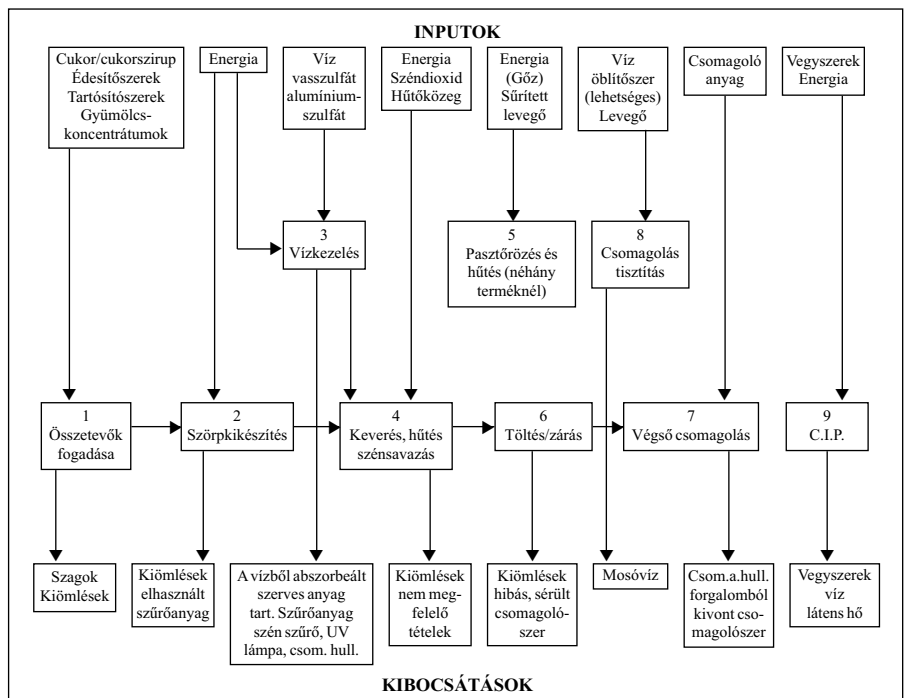 INPUTOK
Cukor/cukorszirup
Édesítőszerek
Tartósítószerek
Gyümölcs-
koncentrátumok
Energia
Víz
vasszulfát
alumínium-
szulfát
Energia
Széndioxid
Hűtőközeg
Energia
(Gőz)
Sűrített
levegő
Víz
öblítőszer
(lehetséges)
Levegő
Csomagoló
anyag
Vegyszerek
Energia
3
Vízkezelés
5
Pasztőrözés és
hűtés (néhány
terméknél)
8
Csomagolás
tisztítás
1
Összetevők
fogadása
2
Szörpkikészítés
4
Keverés, hűtés
szénsavazás
6
Töltés/zárás
7
Végső csomagolás
9
C.I.P.
Szagok
Kiömlések
Kiömlések
elhasznált
szűrőanyag
A vízből abszorbeált
szerves anyag
tart. Szűrőanyag
szén szűrő, UV
lámpa, csom. hull.
Kiömlések
nem meg-
felelő
tételek
Kiömlések
hibás, sérült
csomagoló-
szer
Mosóvíz
Csom.a.hull.
forgalomból
kivont cso-
magolószer
Vegyszerek
víz
látens hő
KIBOCSÁTÁSOK